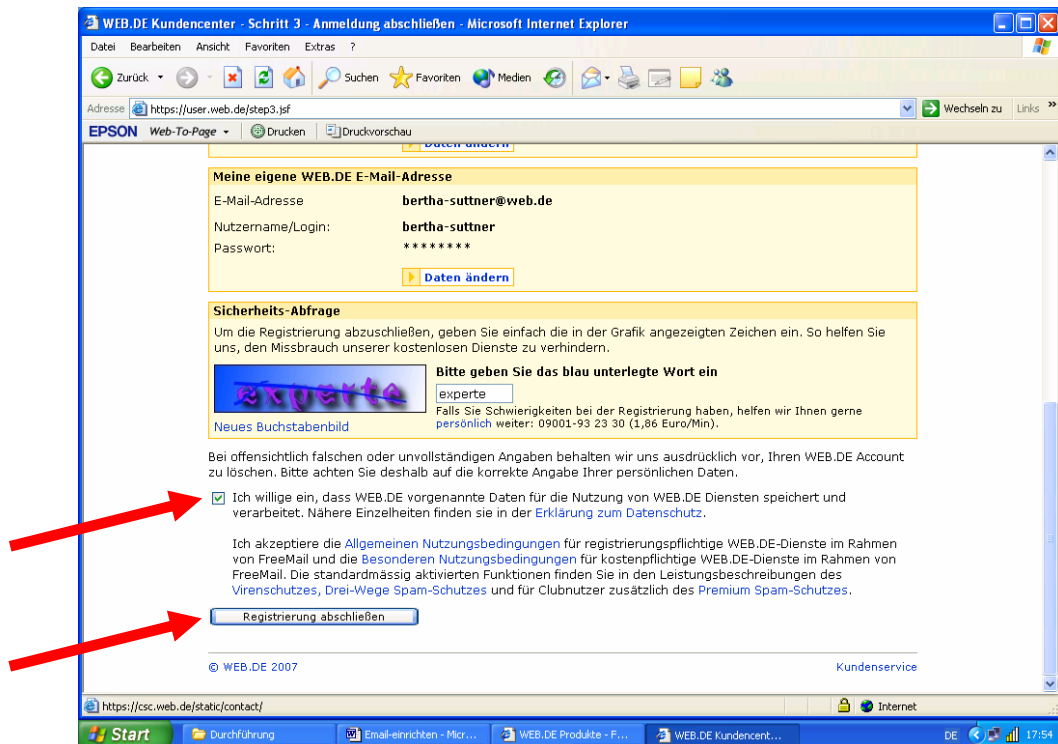 WEB.DE Kundencenter - Schritt 3 - Anmeldung abschließen - Microsoft Internet Explorer
Datei Bearbeiten Ansicht Favoriten Extras ?
Zurück Suchen Favoriten Medien
Adresse https://user.web.de/step3.jsf Wechseln zu Links »
EPSON Web-To-Page Drucken Druckvorschau
Daten ändern
Meine eigene WEB.DE E-Mail-Adresse
E-Mail-Adresse bertha-suttner@web.de
Nutzername/Login: bertha-suttner
Passwort: ********
Daten ändern
Sicherheits-Abfrage
Um die Registrierung abzuschließen, geben Sie einfach die in der Grafik angezeigten Zeichen ein. So helfen Sie
uns, den Missbrauch unserer kostenlosen Dienste zu verhindern.
experte
Bitte geben Sie das blau unterlegte Wort ein
experte
Falls Sie Schwierigkeiten bei der Registrierung haben, helfen wir Ihnen gerne
persönlich weiter: 09001-93 23 30 (1,86 Euro/Min).
Neues Buchstabenbild
Bei offensichtlich falschen oder unvollständigen Angaben behalten wir uns ausdrücklich vor, Ihren WEB.DE Account
zu löschen. Bitte achten Sie deshalb auf die korrekte Angabe Ihrer persönlichen Daten.
Ich willige ein, dass WEB.DE vorgenannte Daten für die Nutzung von WEB.DE Diensten speichert und
verarbeitet. Nähere Einzelheiten finden sie in der Erklärung zum Datenschutz.
Ich akzeptiere die Allgemeinen Nutzungsbedingungen für registrierungspflichtige WEB.DE-Dienste im Rahmen
von FreeMail und die Besonderen Nutzungsbedingungen für kostenpflichtige WEB.DE-Dienste im Rahmen von
FreeMail. Die standardmässig aktivierten Funktionen finden Sie in den Leistungsbeschreibungen des
Virenschutzes, Drei-Wege Spam-Schutzes und für Clubnutzer zusätzlich des Premium Spam-Schutzes.
Registrierung abschließen
© WEB.DE 2007 Kundenservice
https://csc.web.de/static/contact/ Internet
Start Durchführung Email-einrichten - Micr... WEB.DE Produkte - F... WEB.DE Kundencent... DE 17:54